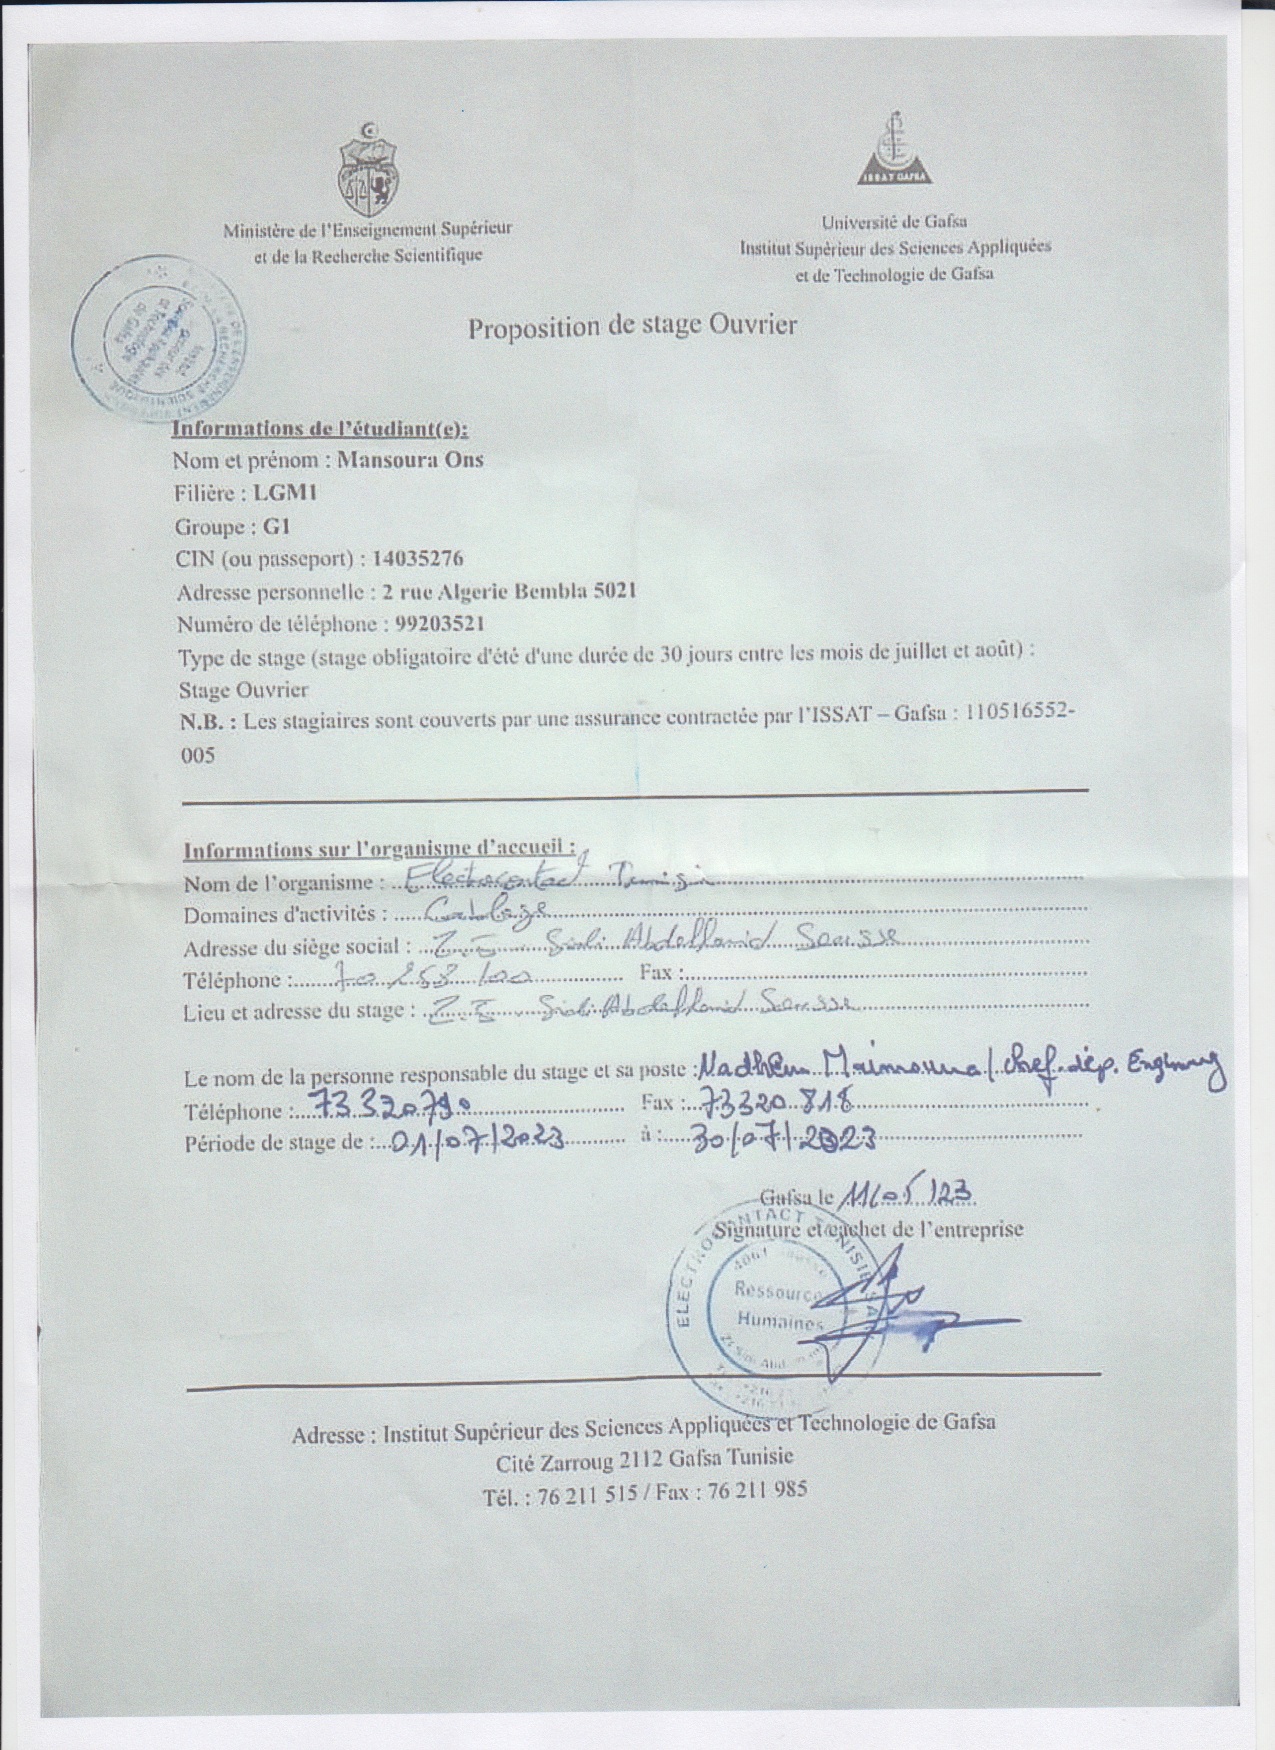 ISSAT GAFSA
Ministère de l'Enseignement Supérieur
et de la Recherche Scientifique
Université de Gafsa
Institut Supérieur des Sciences Appliquées
et de Technologie de Gafsa
Proposition de stage Ouvrier
Informations de l'étudiant(e):
Nom et prénom : Mansoura Ons
Filière : LGM1
Groupe : G1
CIN (ou passeport) : 14035276
Adresse personnelle : 2 rue Algerie Bembla 5021
Numéro de téléphone : 99203521
Type de stage (stage obligatoire d'été d'une durée de 30 jours entre les mois de juillet et août) :
Stage Ouvrier
N.B. : Les stagiaires sont couverts par une assurance contractée par l'ISSAT – Gafsa : 110516552-
005
Informations sur l'organisme d'accueil :
Nom de l'organisme : Electrocontact Tunisie
Domaines d'activités : Cablage
Adresse du siège social : Z.I. Sidi Abdelhamid Sousse
Téléphone : 70 258 100 Fax :
Lieu et adresse du stage : Z.I. Sidi Abdelhamid Sousse
Le nom de la personne responsable du stage et sa poste : Nadhem Maimouna / chef dép.
Téléphone : 73320790 Fax : 73320818
Période de stage de : 01/07/2023 à : 30/07/2023
Gafsa le 11/05/23
Signature et cachet de l'entreprise
ELECTROCONTACT TUNISIE SARL
Ressources
Humaines
Adresse : Institut Supérieur des Sciences Appliquées et Technologie de Gafsa
Cité Zarroug 2112 Gafsa Tunisie
Tél. : 76 211 515 / Fax : 76 211 985